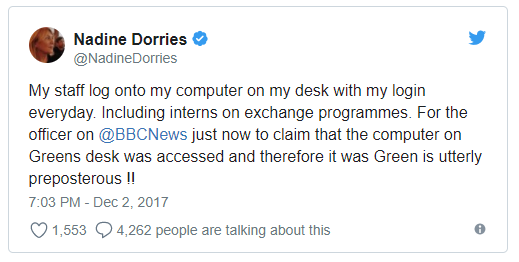 Nadine Dorries
@NadineDorries
My staff log onto my computer on my desk with my login
everyday. Including interns on exchange programmes. For the
officer on @BBCNews just now to claim that the computer on
Greens desk was accessed and therefore it was Green is utterly
preposterous !!
7:03 PM - Dec 2, 2017
1,553 4,262 people are talking about this